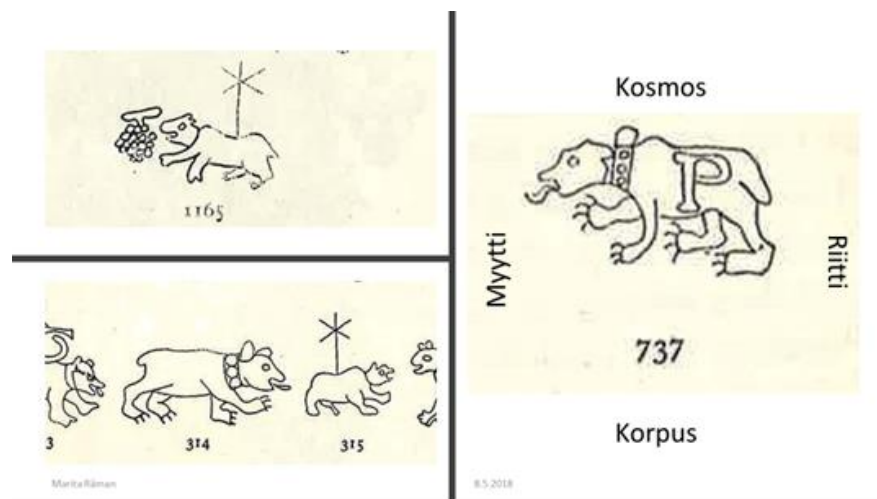 1165
3
314
315
Marita Råman
Kosmos
Myytti
P
Riitti
737
Korpus
8.5.2018